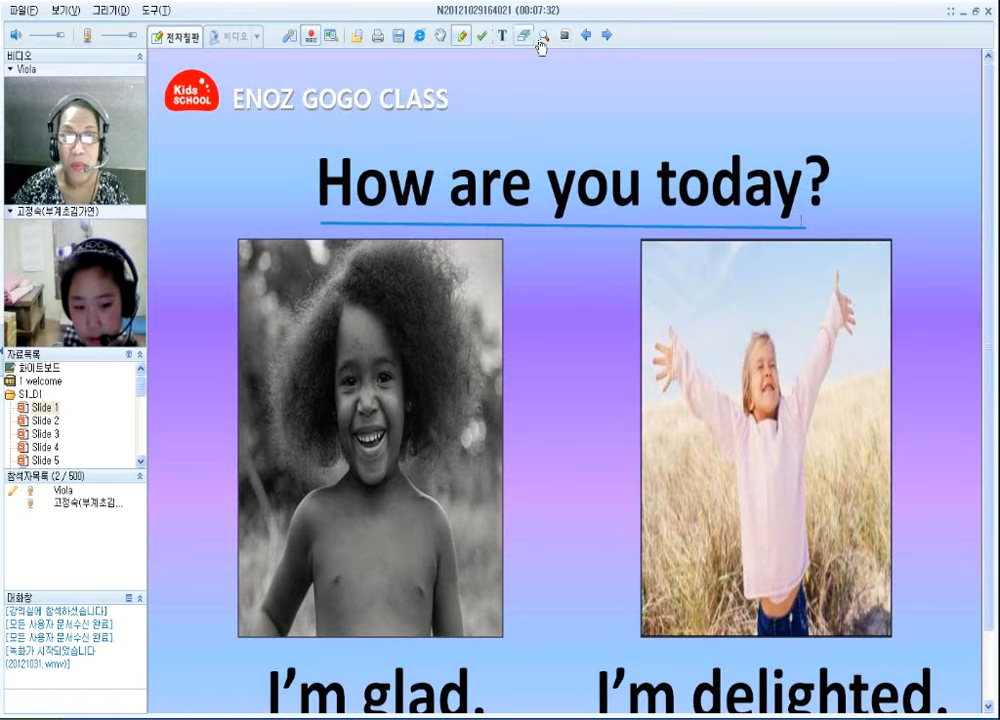 파일(F) 보기(V) 그리기(D) 도구(T)
N20121029164021 (00:07:32)
전자칠판 비디오
REC
T
비디오
Viola
고정숙(부계초김가연)
자료목록
화이트보드
1 welcome
Slide 1
Slide 2
Slide 3
Slide 4
Slide 5
참석자목록 (2 / 500)
Viola
고정숙(부계초김...
대화창
[강의실에 참석하셨습니다]
[모든 사용자 문서수신 완료]
[모든 사용자 문서수신 완료]
[녹화가 시작되었습니다
(20121031.wmv)]
Kids
SCHOOL
ENOZ GOGO CLASS
How are you today?
I'm glad.
I'm delighted.